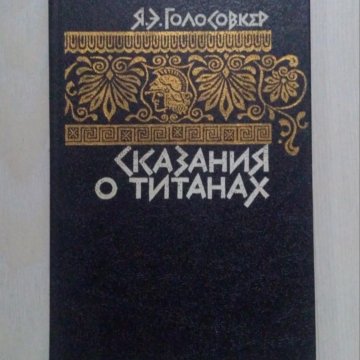 Я.Э.Голосовкер
Сказания
о титанах